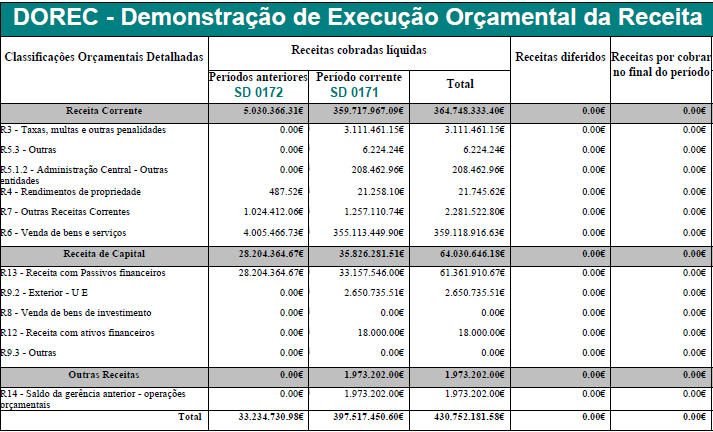 DOREC - Demonstração de Execução Orçamental da Receita
Classificações Orçamentais Detalhadas
Receitas cobradas líquidas
Receitas diferidos
Receitas por cobrar
no final do período
Períodos anteriores
SD 0172
Período corrente
SD 0171
Total
Receita Corrente 5.030.366.31€ 359.717.967.09€ 364.748.333.40€ 0.00€ 0.00€
R3 - Taxas, multas e outras penalidades 0.00€ 3.111.461.15€ 3.111.461.15€ 0.00€ 0.00€
R5.3 - Outras 0.00€ 6.224.24€ 6.224.24€ 0.00€ 0.00€
R5.1.2 - Administração Central - Outras 0.00€ 208.462.96€ 208.462.96€ 0.00€ 0.00€
entidades
R4 - Rendimentos de propriedade 487.52€ 21.258.10€ 21.745.62€ 0.00€ 0.00€
R7 - Outras Receitas Correntes 1.024.412.06€ 1.257.110.74€ 2.281.522.80€ 0.00€ 0.00€
R6 - Venda de bens e serviços 4.005.466.73€ 355.113.449.90€ 359.118.916.63€ 0.00€ 0.00€
Receita de Capital 28.204.364.67€ 35.826.281.51€ 64.030.646.18€ 0.00€ 0.00€
R13 - Receita com Passivos financeiros 28.204.364.67€ 33.157.546.00€ 61.361.910.67€ 0.00€ 0.00€
R9.2 - Exterior - U E 0.00€ 2.650.735.51€ 2.650.735.51€ 0.00€ 0.00€
R8 - Venda de bens de investimento 0.00€ 0.00€ 0.00€ 0.00€ 0.00€
R12 - Receita com ativos financeiros 0.00€ 18.000.00€ 18.000.00€ 0.00€ 0.00€
R9.3 - Outras 0.00€ 0.00€ 0.00€ 0.00€ 0.00€
Outras Receitas 0.00€ 1.973.202.00€ 1.973.202.00€ 0.00€ 0.00€
R14 - Saldo da gerência anterior - operações 0.00€ 1.973.202.00€ 1.973.202.00€ 0.00€ 0.00€
orçamentais
Total 33.234.730.98€ 397.517.450.60€ 430.752.181.58€ 0.00€ 0.00€